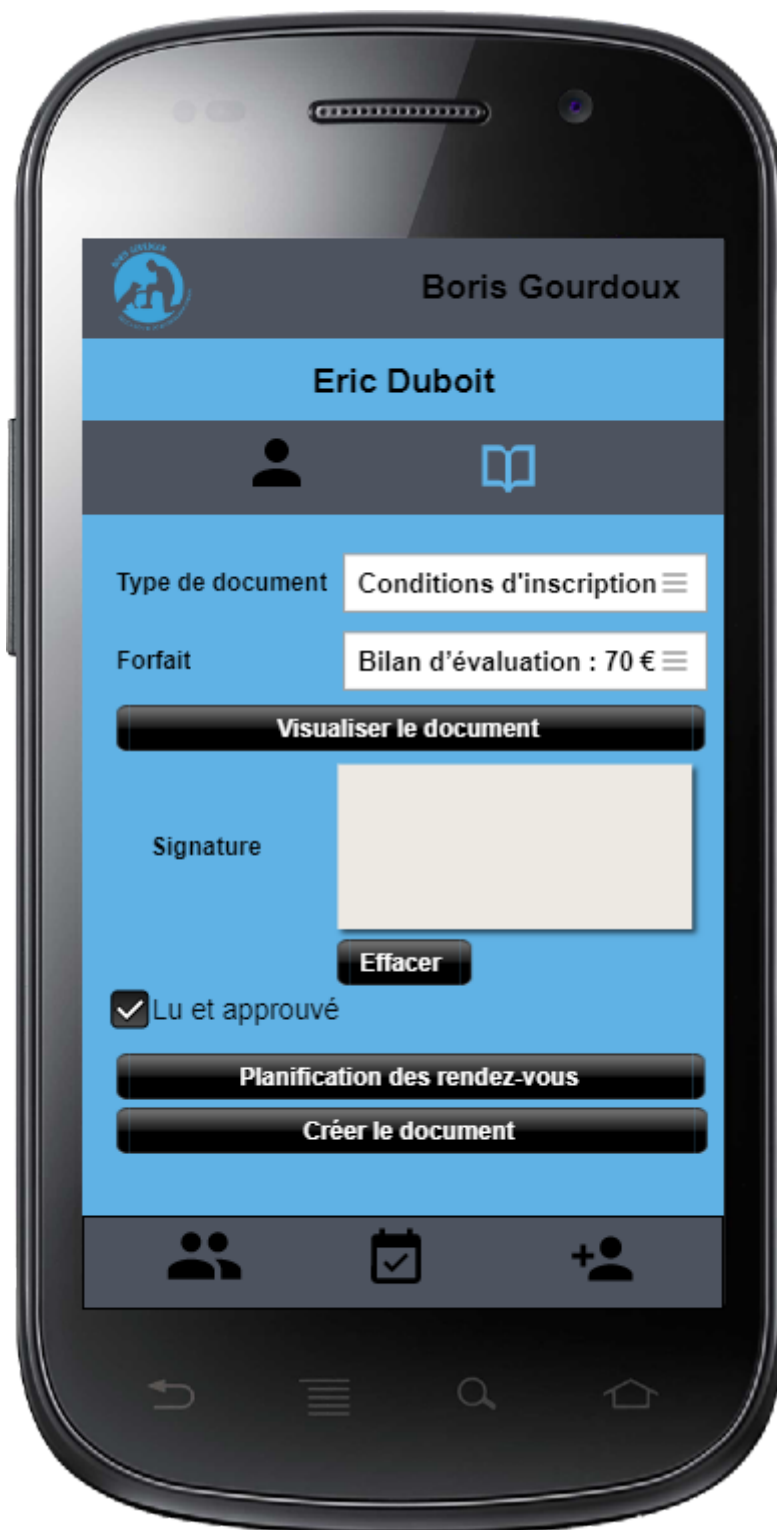 Boris Gourdoux
Eric Duboit
Type de document
Conditions d'inscription
Forfait
Bilan d’évaluation : 70 €
Visualiser le document
Signature
Effacer
Lu et approuvé
Planification des rendez-vous
Créer le document